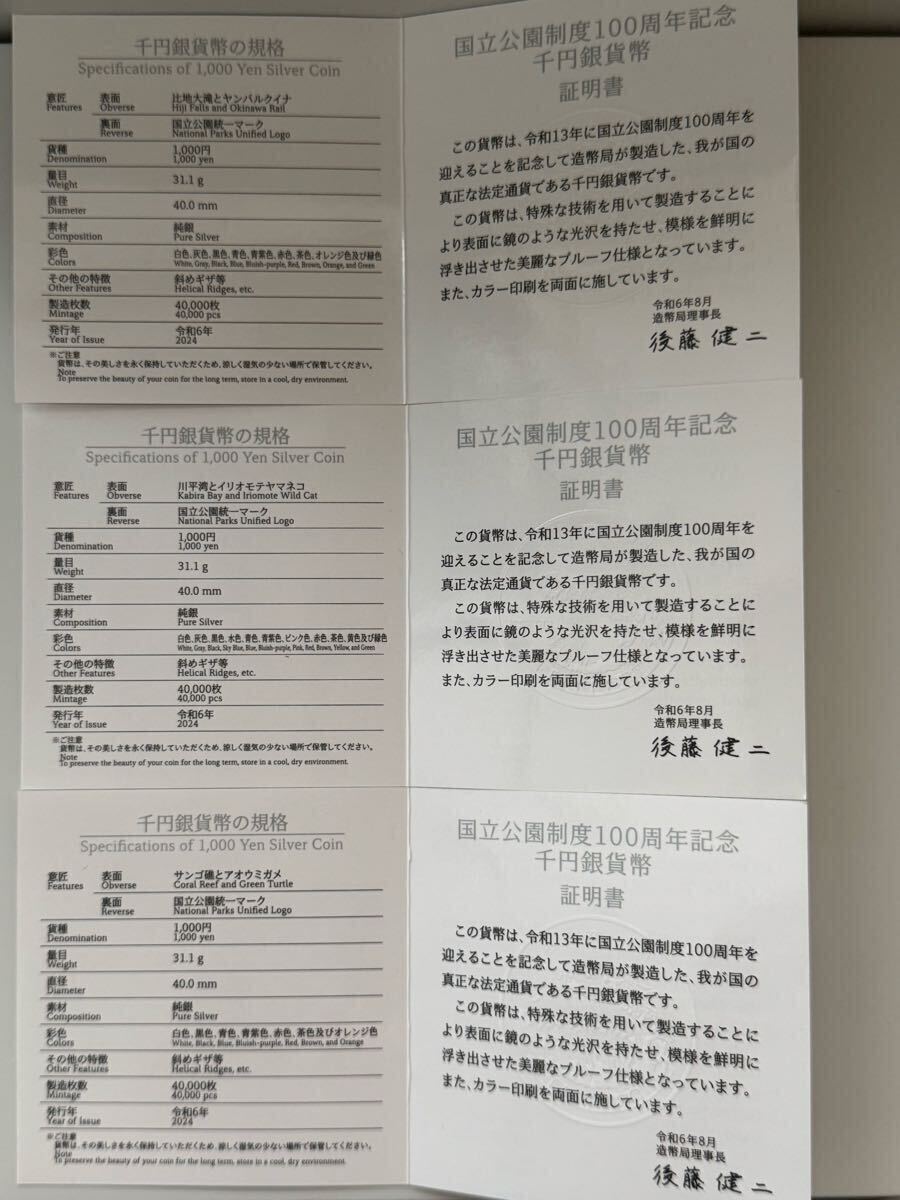 千円銀貨幣の規格
Specifications of 1,000 Yen Silver Coin
意匠 表面 比地大滝とヤンバルクイナ
Features Obverse Hiji Falls and Okinawa Rail
裏面 国立公園統一マーク
Reverse National Parks Unified Logo
貨種 1,000円
Denomination 1,000 yen
量目 31.1 g
Weight
直径 40.0 mm
Diameter
素材 純銀
Composition Pure Silver
彩色 白色、灰色、黒色、青色、青紫色、赤色、茶色、オレンジ色及び緑色
Colors White, Gray, Black, Blue, Bluish-purple, Red, Brown, Orange, and Green
その他の特徴 斜めギザ等
Other Features Helical Ridges, etc.
製造枚数 40,000枚
Mintage 40,000 pcs
発行年 令和6年
Year of Issue 2024
※ご注意
貨幣は、その美しさを永く保持していただくため、涼しく湿気の少ない場所で保管してください。
Note
To preserve the beauty of your coin for the long term, store in a cool, dry environment.
国立公園制度100周年記念
千円銀貨幣
証明書
この貨幣は、令和13年に国立公園制度100周年を
迎えることを記念して造幣局が製造した、我が国の
真正な法定通貨である千円銀貨幣です。
この貨幣は、特殊な技術を用いて製造することに
より表面に鏡のような光沢を持たせ、模様を鮮明に
浮き出させた美麗なプルーフ仕様となっています。
また、カラー印刷を両面に施しています。
令和6年8月
造幣局理事長
後藤健二
千円銀貨幣の規格
Specifications of 1,000 Yen Silver Coin
意匠 表面 川平湾とイリオモテヤマネコ
Features Obverse Kabira Bay and Iriomote Wild Cat
裏面 国立公園統一マーク
Reverse National Parks Unified Logo
貨種 1,000円
Denomination 1,000 yen
量目 31.1 g
Weight
直径 40.0 mm
Diameter
素材 純銀
Composition Pure Silver
彩色 白色、灰色、黒色、水色、青色、青紫色、ピンク色、赤色、茶色、黄色及び緑色
Colors White, Gray, Black, Sky Blue, Blue, Bluish-purple, Pink, Red, Brown, Yellow, and Green
その他の特徴 斜めギザ等
Other Features Helical Ridges, etc.
製造枚数 40,000枚
Mintage 40,000 pcs
発行年 令和6年
Year of Issue 2024
※ご注意
貨幣は、その美しさを永く保持していただくため、涼しく湿気の少ない場所で保管してください。
Note
To preserve the beauty of your coin for the long term, store in a cool, dry environment.
国立公園制度100周年記念
千円銀貨幣
証明書
この貨幣は、令和13年に国立公園制度100周年を
迎えることを記念して造幣局が製造した、我が国の
真正な法定通貨である千円銀貨幣です。
この貨幣は、特殊な技術を用いて製造することに
より表面に鏡のような光沢を持たせ、模様を鮮明に
浮き出させた美麗なプルーフ仕様となっています。
また、カラー印刷を両面に施しています。
令和6年8月
造幣局理事長
後藤健二
千円銀貨幣の規格
Specifications of 1,000 Yen Silver Coin
意匠 表面 サンゴ礁とアオウミガメ
Features Obverse Coral Reef and Green Turtle
裏面 国立公園統一マーク
Reverse National Parks Unified Logo
貨種 1,000円
Denomination 1,000 yen
量目 31.1 g
Weight
直径 40.0 mm
Diameter
素材 純銀
Composition Pure Silver
彩色 白色、黒色、青色、青紫色、赤色、茶色及びオレンジ色
Colors White, Black, Blue, Bluish-purple, Red, Brown, and Orange
その他の特徴 斜めギザ等
Other Features Helical Ridges, etc.
製造枚数 40,000枚
Mintage 40,000 pcs
発行年 令和6年
Year of Issue 2024
※ご注意
貨幣は、その美しさを永く保持していただくため、涼しく湿気の少ない場所で保管してください。
Note
To preserve the beauty of your coin for the long term, store in a cool, dry environment.
国立公園制度100周年記念
千円銀貨幣
証明書
この貨幣は、令和13年に国立公園制度100周年を
迎えることを記念して造幣局が製造した、我が国の
真正な法定通貨である千円銀貨幣です。
この貨幣は、特殊な技術を用いて製造することに
より表面に鏡のような光沢を持たせ、模様を鮮明に
浮き出させた美麗なプルーフ仕様となっています。
また、カラー印刷を両面に施しています。
令和6年8月
造幣局理事長
後藤健二